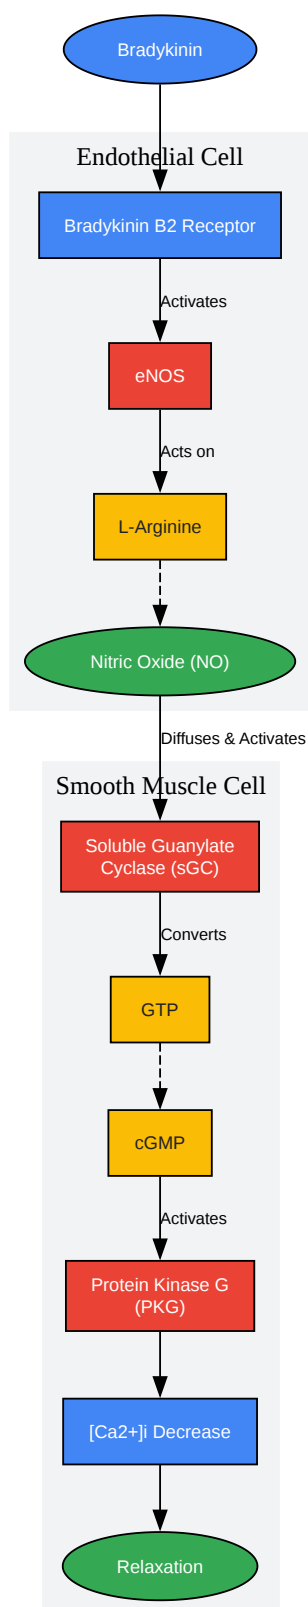 Bradykinin
Endothelial Cell
Bradykinin B2 Receptor
Activates
eNOS
Acts on
L-Arginine
Nitric Oxide (NO)
Diffuses & Activates
Smooth Muscle Cell
Soluble Guanylate
Cyclase (sGC)
Converts
GTP
cGMP
Activates
Protein Kinase G
(PKG)
[Ca2+]i Decrease
Relaxation